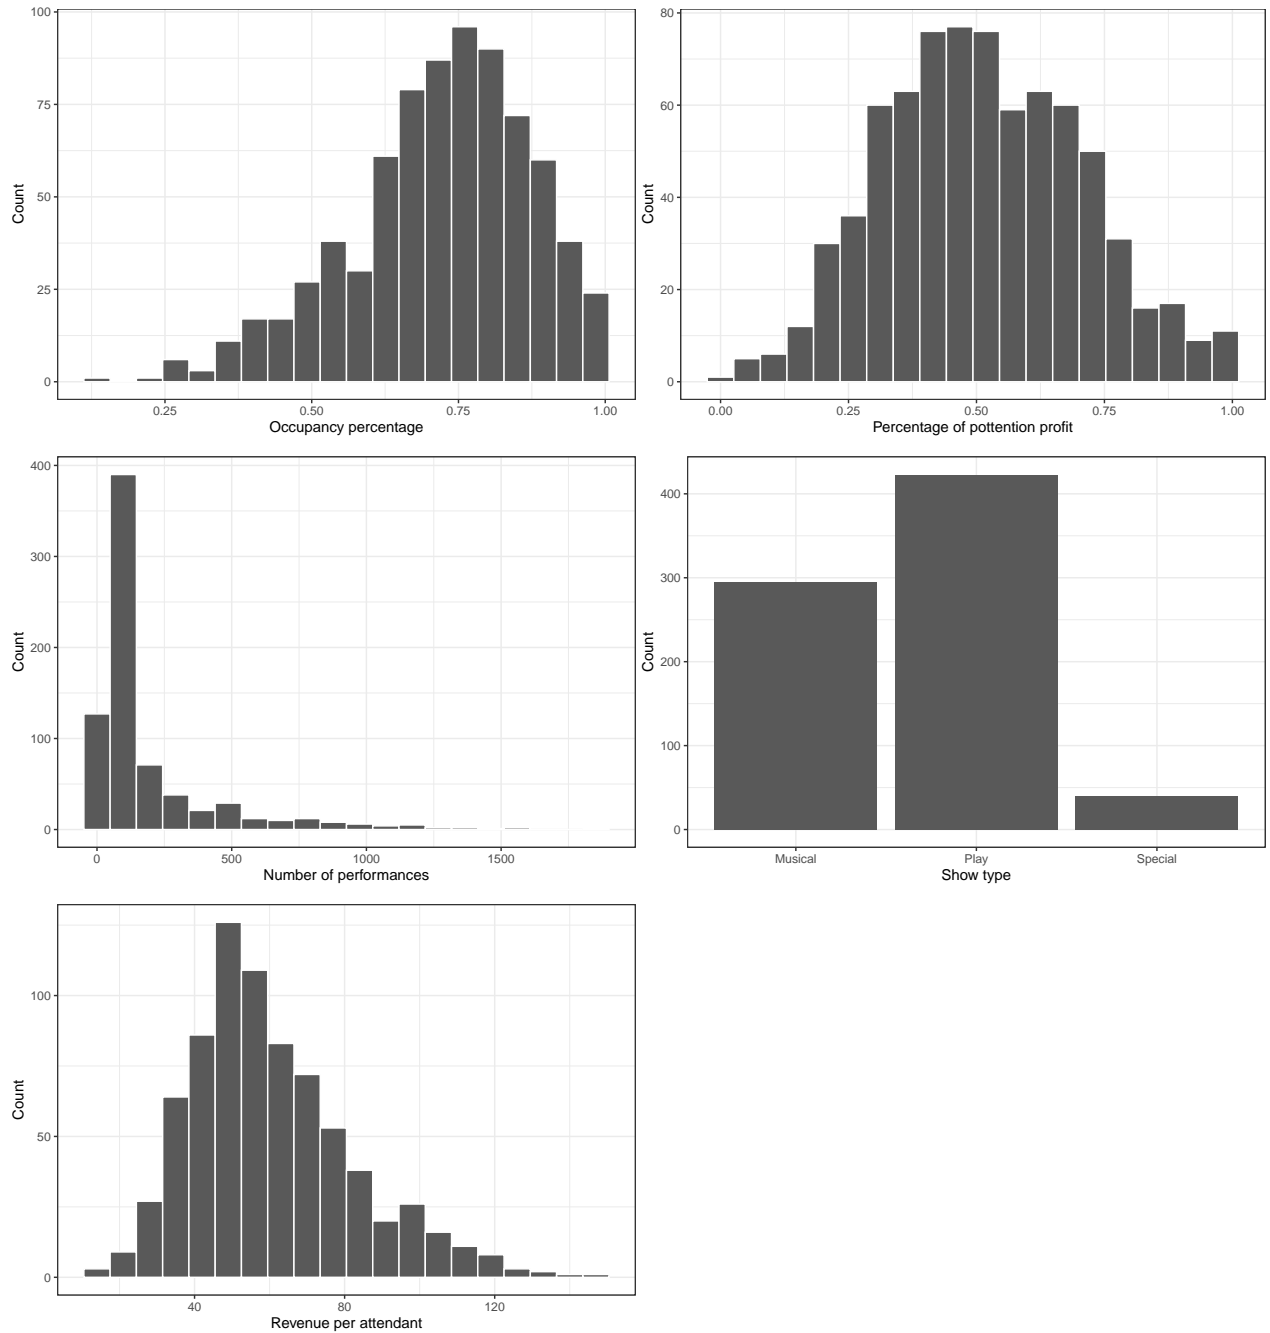 100
75
50
25
0
Count
0.25 0.50 0.75 1.00
Occupancy percentage
80
60
40
20
0
Count
0.00 0.25 0.50 0.75 1.00
Percentage of pottention profit
400
300
200
100
0
Count
0 500 1000 1500
Number of performances
400
300
200
100
0
Count
Musical Play Special
Show type
100
50
0
Count
40 80 120
Revenue per attendant